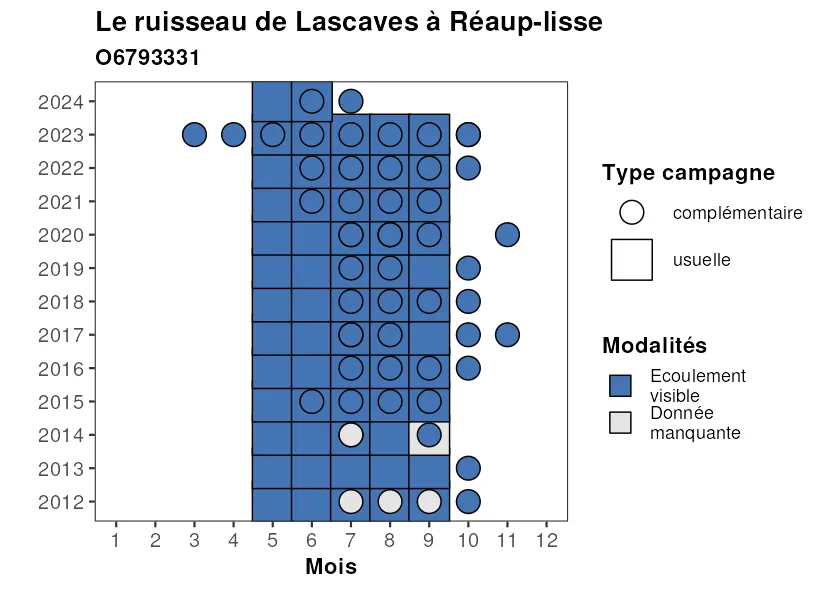 Le ruisseau de Lascaves à Réaup-lisse
O6793331
2024
2023
2022
2021
2020
2019
2018
2017
2016
2015
2014
2013
2012
1 2 3 4 5 6 7 8 9 10 11 12
Mois
Type campagne
complémentaire
usuelle
Modalités
Ecoulement
visible
Donnée
manquante